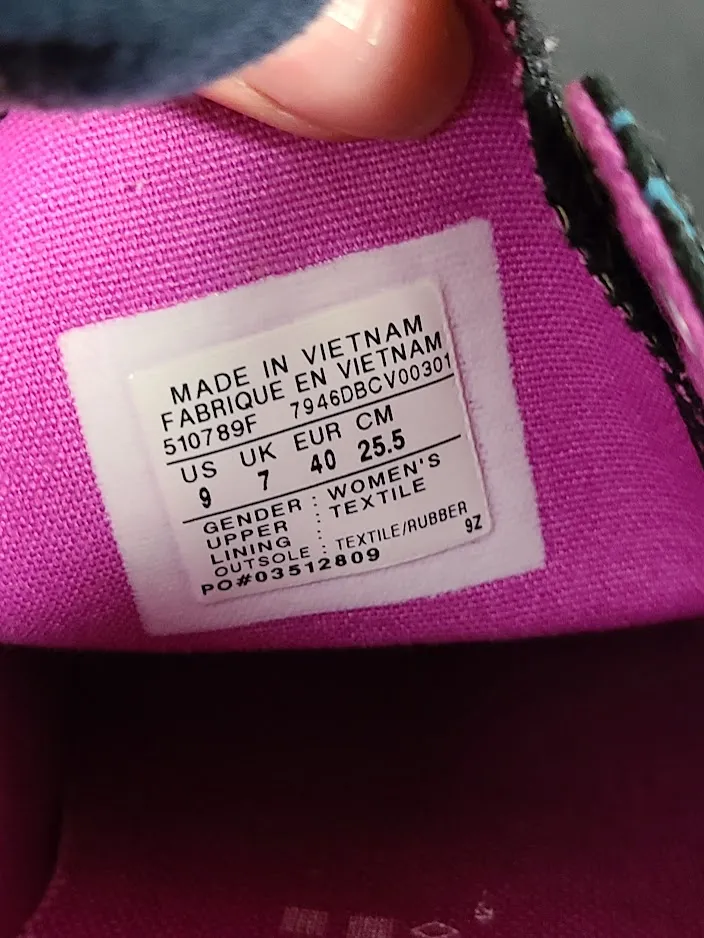 MADE IN VIETNAM
FABRIQUE EN VIETNAM
510789F 7946DBCV00301
US UK EUR CM
9 7 40 25.5
GENDER : WOMEN'S
UPPER : TEXTILE
LINING :
OUTSOLE : TEXTILE/RUBBER
PO#03512809 9Z